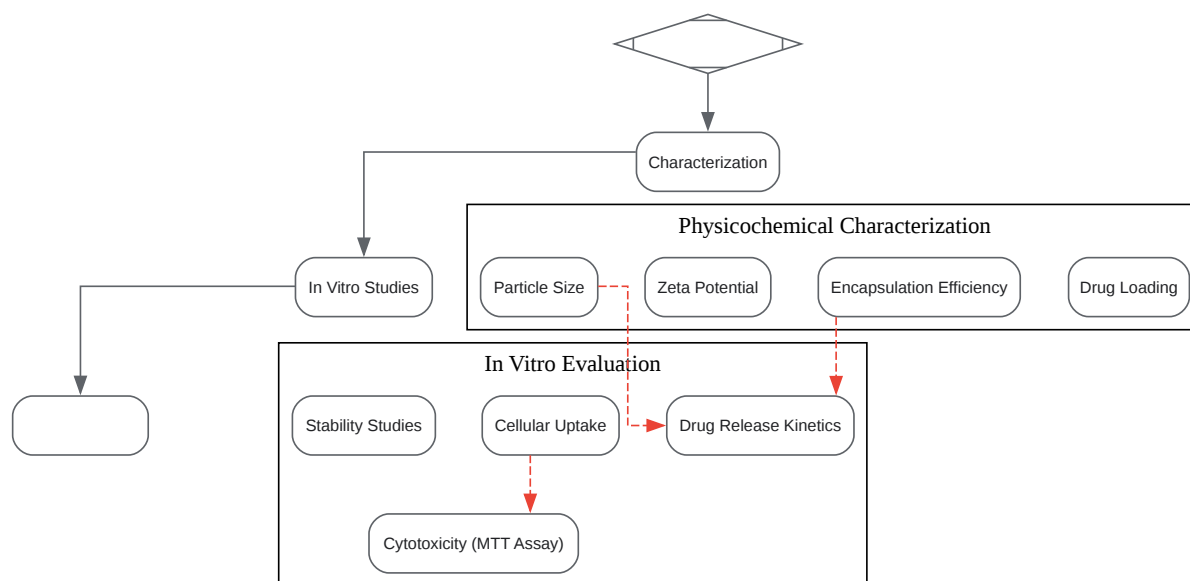 Characterization
Physicochemical Characterization
In Vitro Studies
Particle Size
Zeta Potential
Encapsulation Efficiency
Drug Loading
In Vitro Evaluation
Stability Studies
Cellular Uptake
Drug Release Kinetics
Cytotoxicity (MTT Assay)